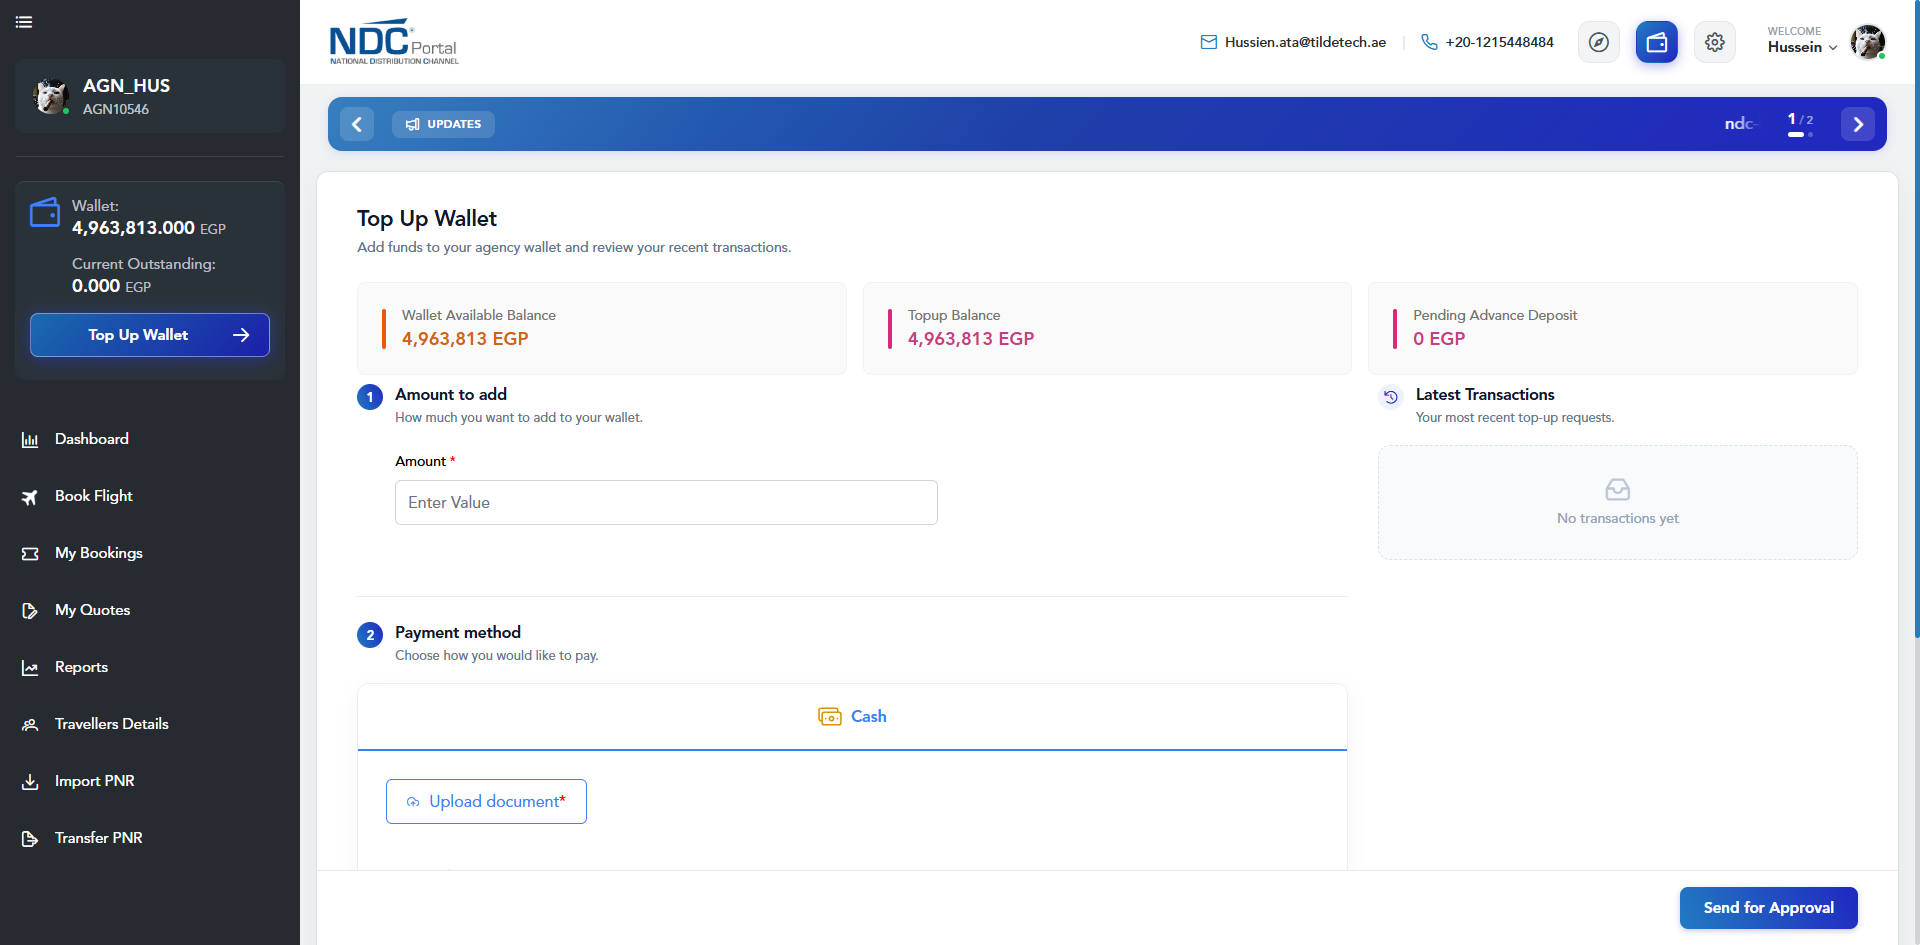 AGN_HUS
AGN10546
Wallet:
4,963,813.000 EGP
Current Outstanding:
0.000 EGP
Top Up Wallet
Dashboard
Book Flight
My Bookings
My Quotes
Reports
Travellers Details
Import PNR
Transfer PNR
NDC Portal
NATIONAL DISTRIBUTION CHANNEL
Hussien.ata@tildetech.ae
+20-1215448484
WELCOME
Hussein
UPDATES
ndc-
1 / 2
Top Up Wallet
Add funds to your agency wallet and review your recent transactions.
Wallet Available Balance
4,963,813 EGP
Topup Balance
4,963,813 EGP
Pending Advance Deposit
0 EGP
1 Amount to add
How much you want to add to your wallet.
Amount *
Enter Value
Latest Transactions
Your most recent top-up requests.
No transactions yet
2 Payment method
Choose how you would like to pay.
Cash
Upload document*
Send for Approval